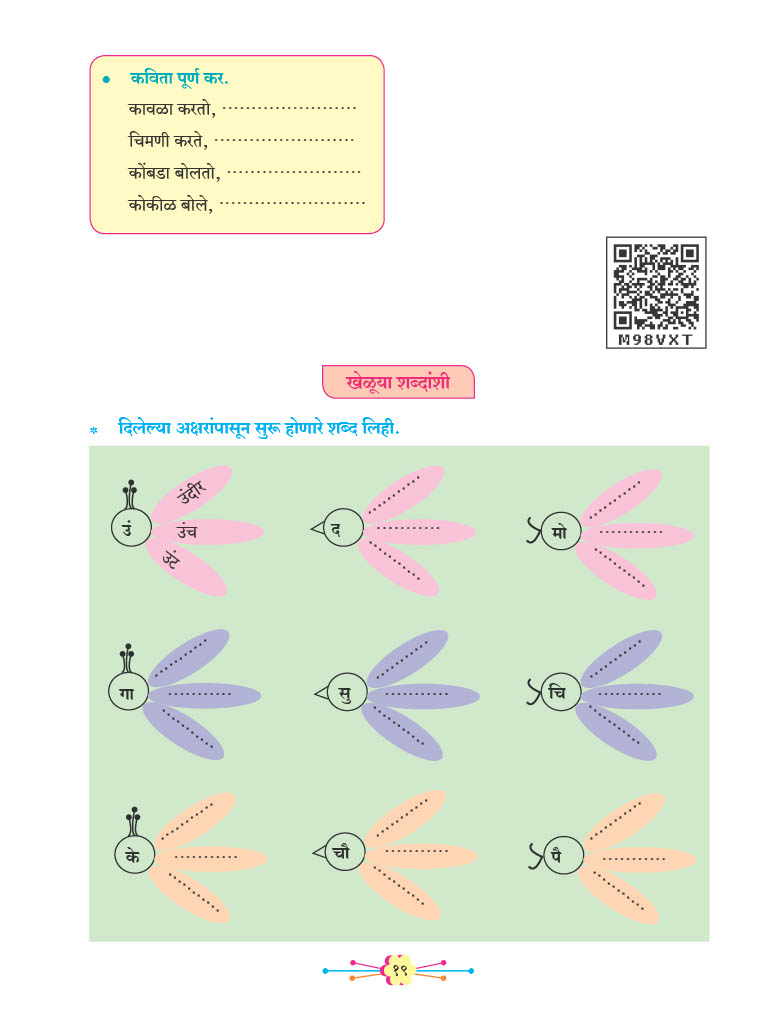 • कविता पूर्ण कर.
कावळा करतो, .......................
चिमणी करते, ........................
कोंबडा बोलतो, .......................
कोकीळ बोले, .........................
M98VXT
खेळूया शब्दांशी
* दिलेल्या अक्षरांपासून सुरू होणारे शब्द लिही.
उं उंदीर उंच उंट
द .......... .......... ..........
मो .......... .......... ..........
गा .......... .......... ..........
सु .......... .......... ..........
चि .......... .......... ..........
के .......... .......... ..........
चौ .......... .......... ..........
पै .......... .......... ..........
१९